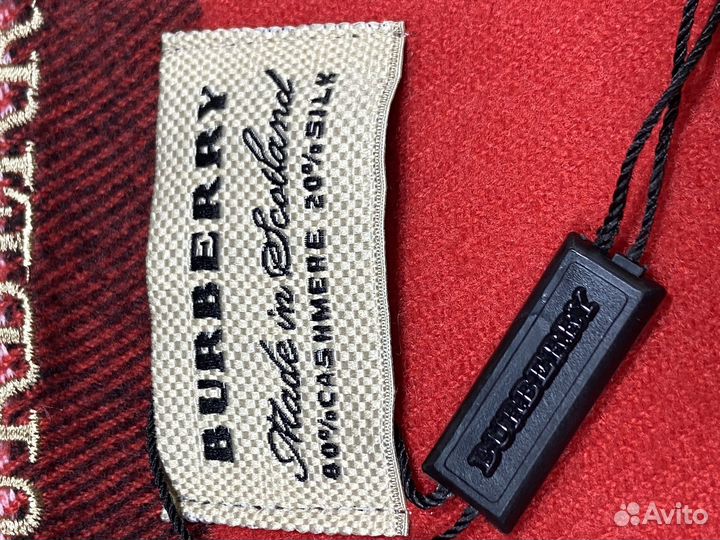 BURBERRY
Made in Scotland
80%CASHMERE 20%SILK
BURBERRY
Avito